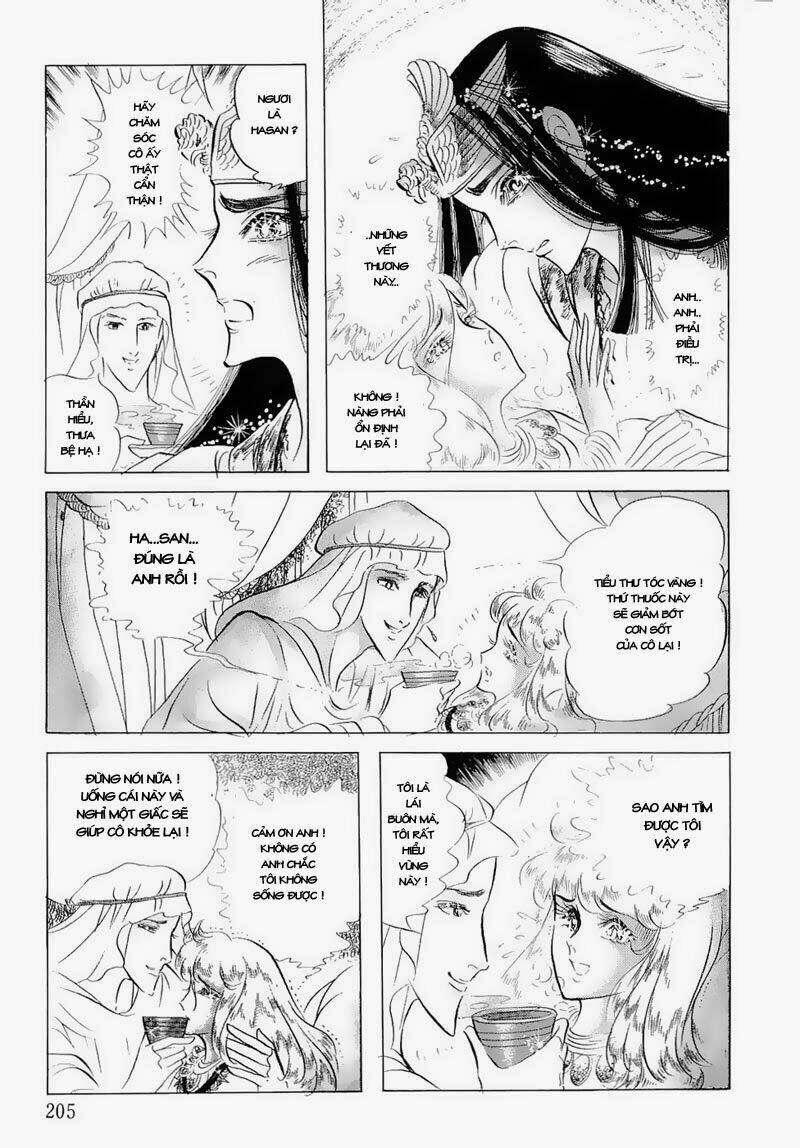 ..NHỮNG
VẾT
THƯƠNG
NÀY...
ANH..
ANH..
PHẢI
ĐIỀU
TRỊ...
KHÔNG !
NÀNG PHẢI
ỔN ĐỊNH
LẠI ĐÃ !
NGƯƠI
LÀ
HASAN ?
HÃY
CHĂM
SÓC
CÔ ẤY
THẬT
CẨN
THẬN !
THẦN
HIỂU,
THƯA
BỆ HẠ !
HA...SAN...
ĐÚNG LÀ
ANH RỒI !
TIỂU THƯ TÓC VÀNG !
THỨ THUỐC NÀY
SẼ GIẢM BỚT
CƠN SỐT
CỦA CÔ LẠI !
SAO ANH TÌM
ĐƯỢC TÔI
VẬY ?
TÔI LÀ
LÁI
BUÔN MÀ,
TÔI RẤT
HIỂU
VÙNG
NÀY !
ĐỪNG NÓI NỮA !
UỐNG CÁI NÀY VÀ
NGHỈ MỘT GIẤC SẼ
GIÚP CÔ KHỎE LẠI !
CẢM ƠN ANH !
KHÔNG CÓ
ANH CHẮC
TÔI KHÔNG
SỐNG ĐƯỢC !
205